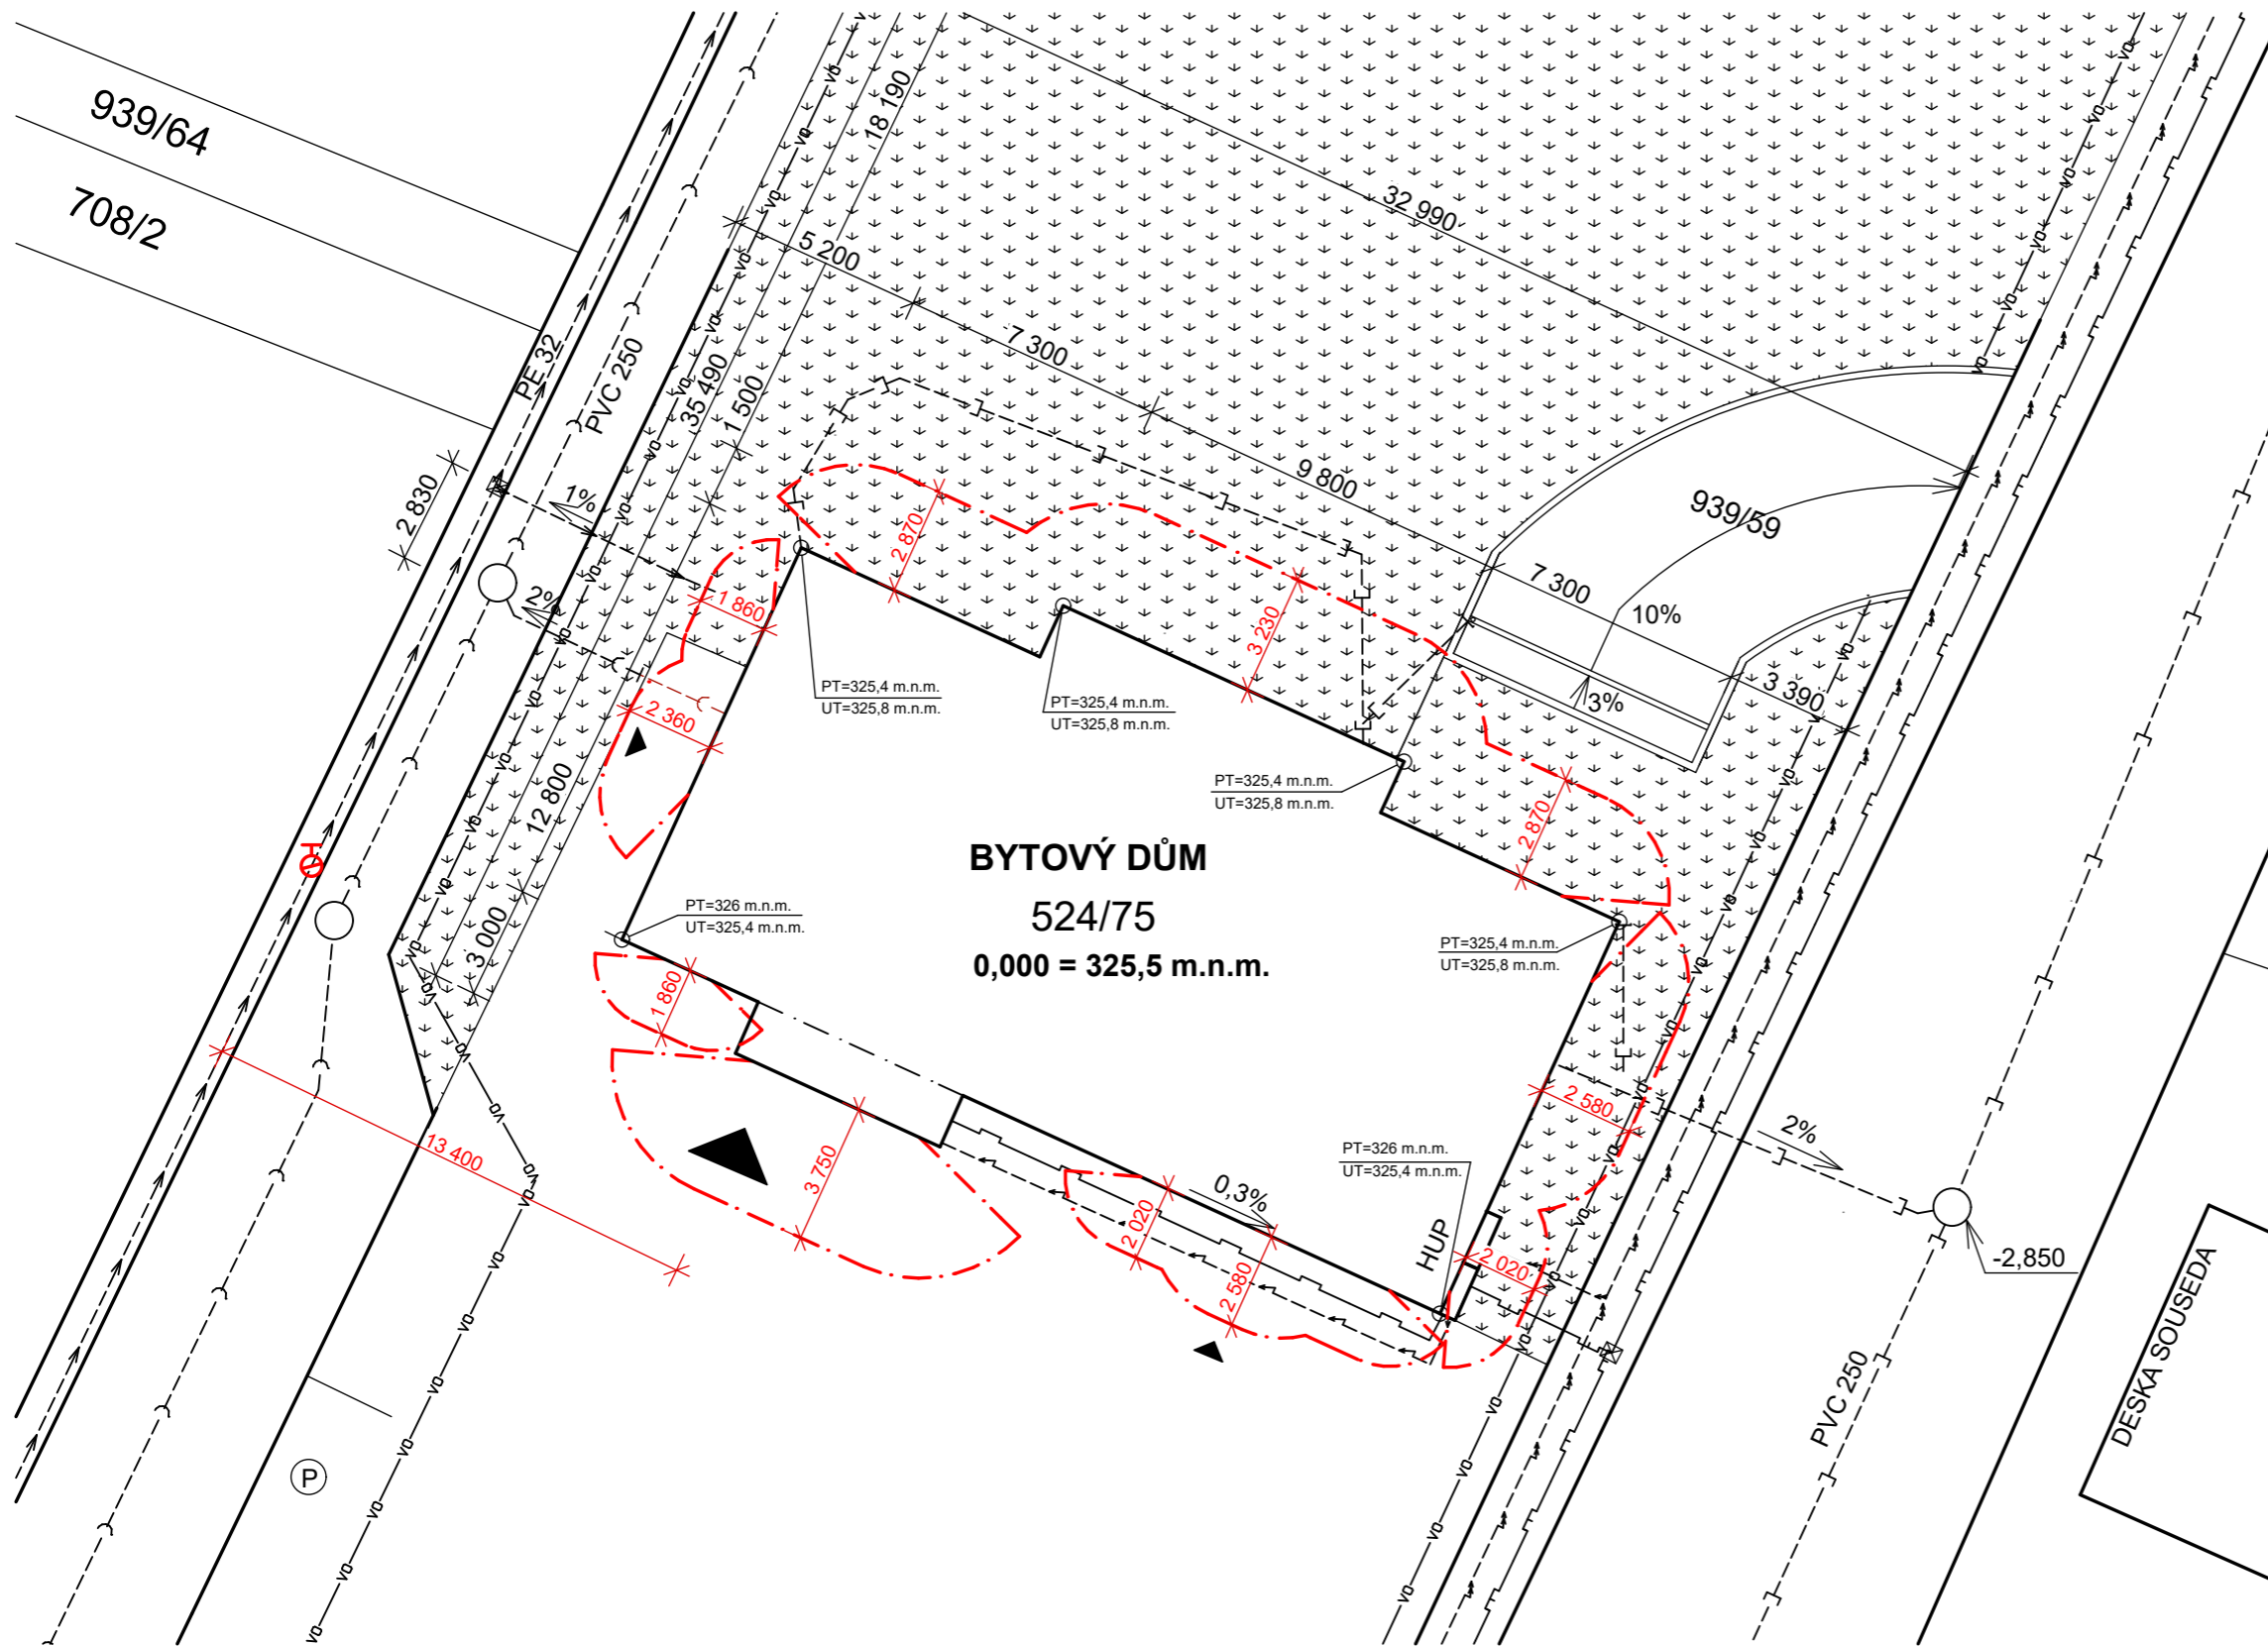 939/64
708/2
18 190
32 990
5 200
PE 32
PVC 250
35 490
1 500
7 300
9 800
939/59
2 830
1%
2%
2 870
1 860
3 230
7 300
10%
3%
3 390
2 360
PT=325,4 m.n.m.
UT=325,8 m.n.m.
PT=325,4 m.n.m.
UT=325,8 m.n.m.
PT=325,4 m.n.m.
UT=325,8 m.n.m.
12 800
2 870
BYTOVÝ DŮM
524/75
0,000 = 325,5 m.n.m.
PT=326 m.n.m.
UT=325,4 m.n.m.
PT=325,4 m.n.m.
UT=325,8 m.n.m.
3 000
1 860
13 400
3 750
2 580
2%
PT=326 m.n.m.
UT=325,4 m.n.m.
0,3%
2 020
2 580
HUP
2 020
-2,850
DESKA SOUSEDA
PVC 250
P